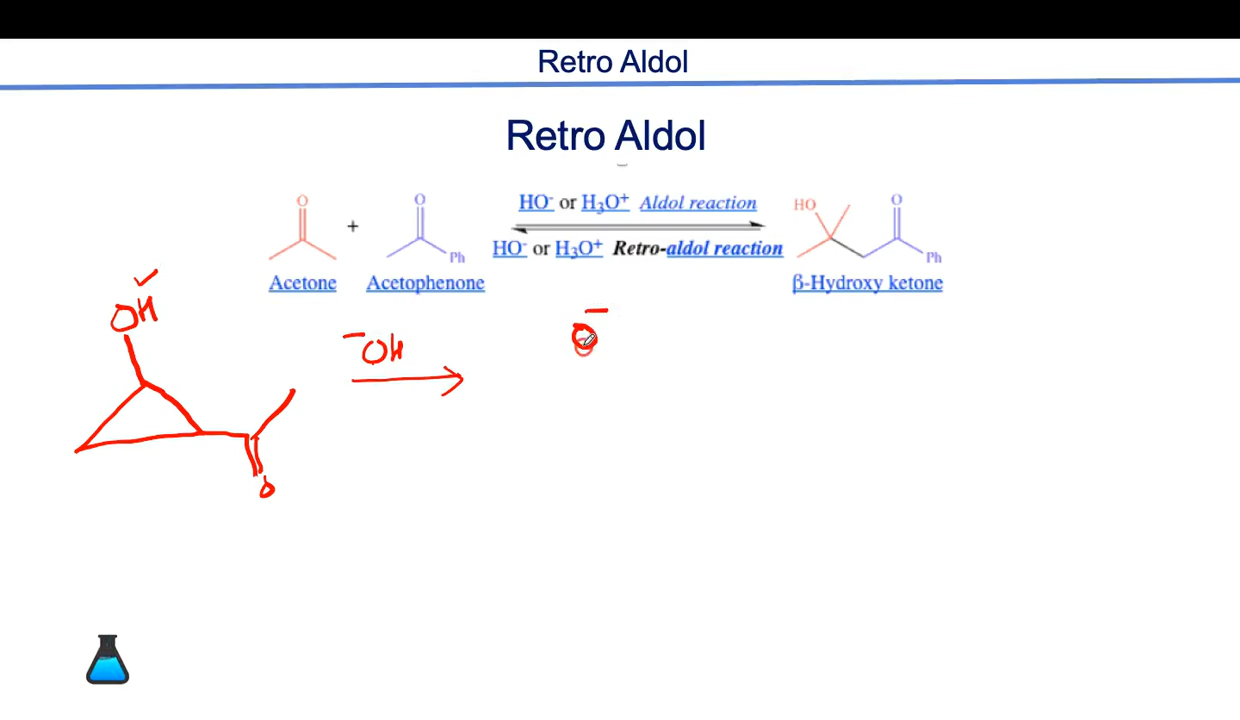 Retro Aldol
Retro Aldol
O
O
HO⁻ or H₃O⁺ Aldol reaction
HO
O
+
Ph
HO⁻ or H₃O⁺ Retro-aldol reaction
Ph
Acetone
Acetophenone
β-Hydroxy ketone
OH
⁻OH
O⁻
O